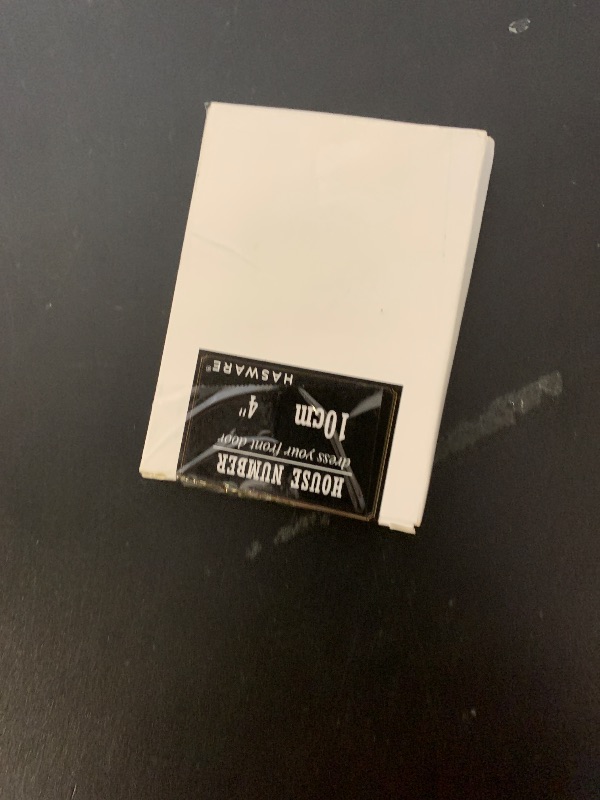 HOUSE NUMBER
dress your front door
10cm 4"
HASWARE®